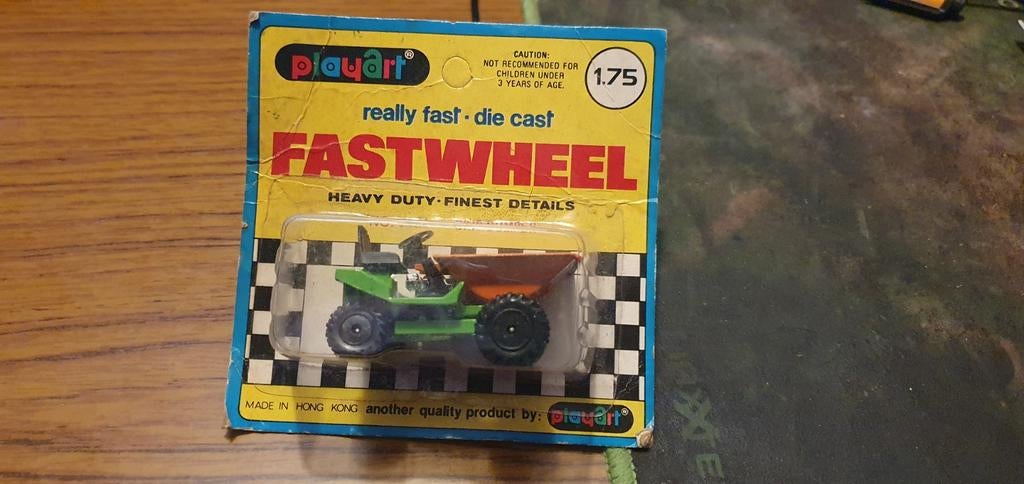 playart®
CAUTION:
NOT RECOMMENDED FOR
CHILDREN UNDER
3 YEARS OF AGE.
1.75
really fast · die cast
FASTWHEEL
HEAVY DUTY · FINEST DETAILS
MADE IN HONG KONG another quality product by: playart®